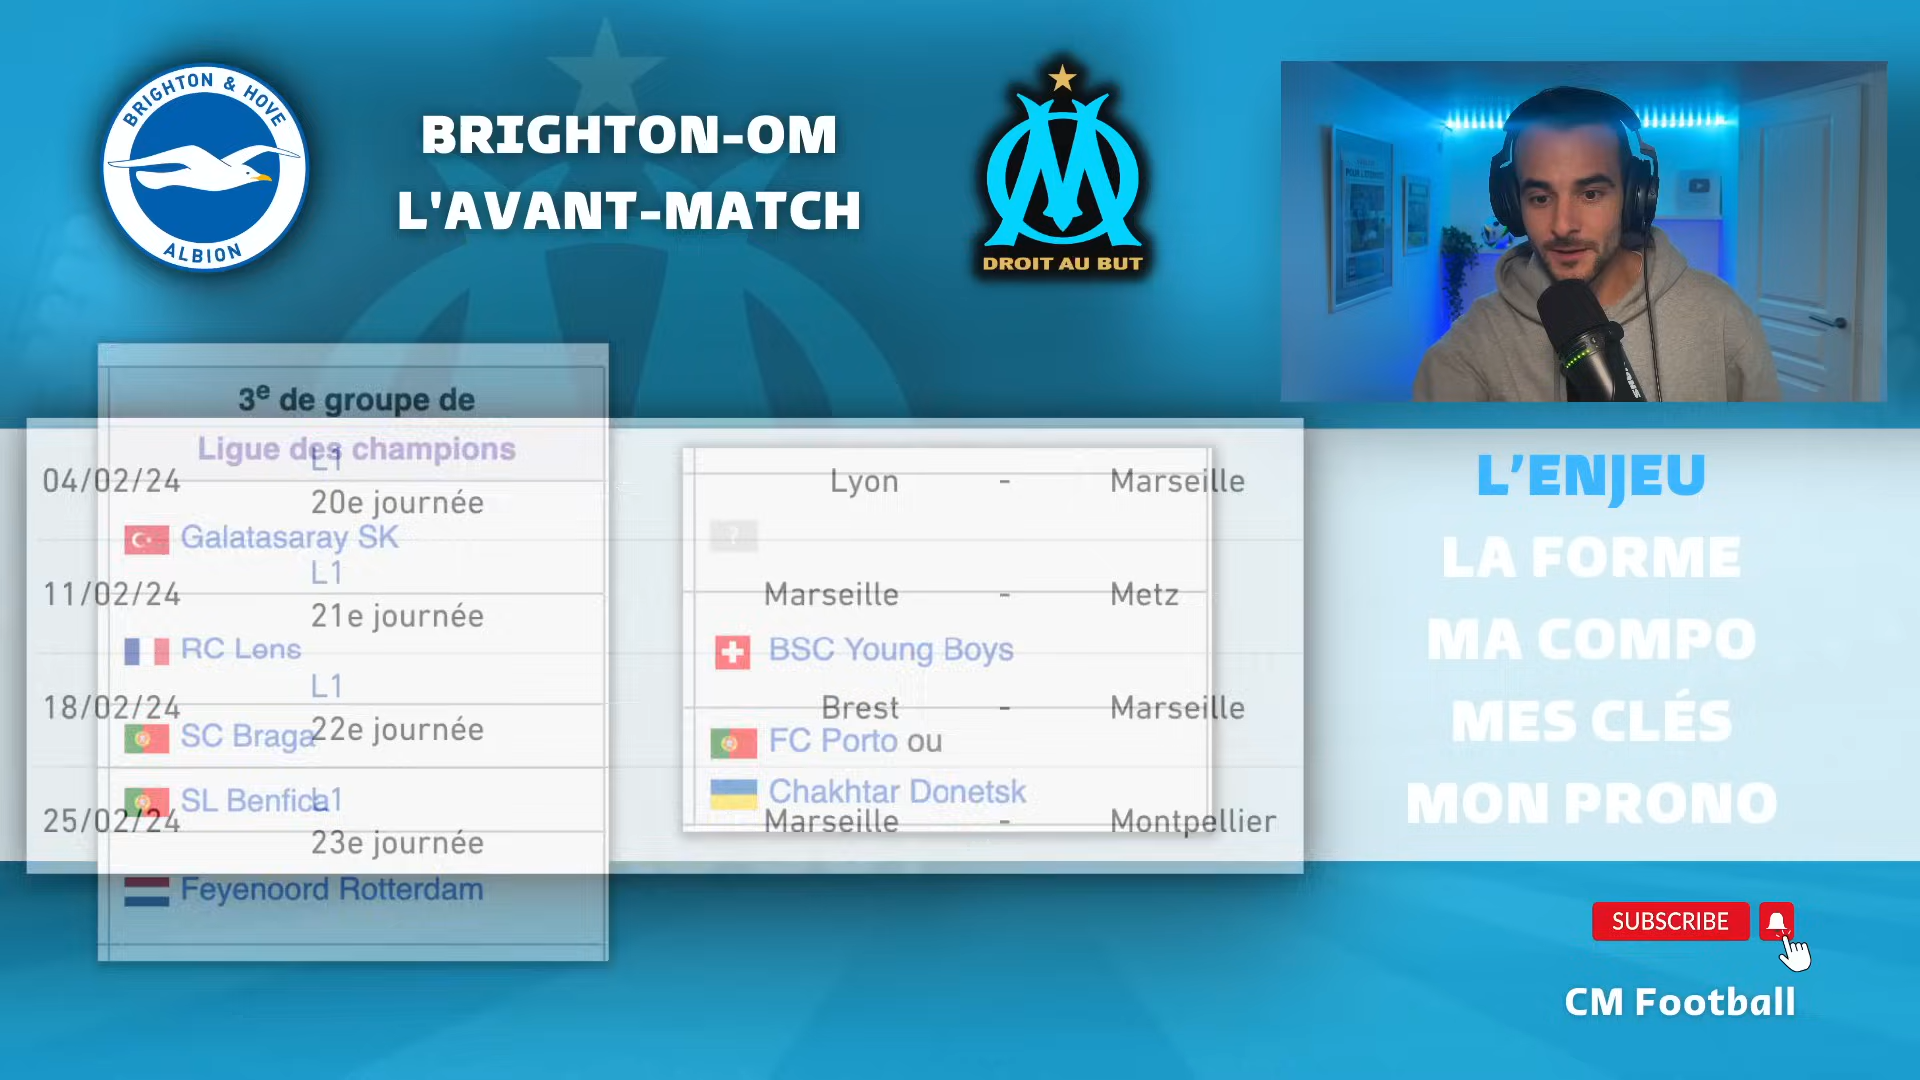 BRIGHTON & HOVE
ALBION
BRIGHTON-OM
L'AVANT-MATCH
DROIT AU BUT
3e de groupe de
Ligue des champions
Galatasaray SK
RC Lens
SC Braga
SL Benfica
Feyenoord Rotterdam
?
BSC Young Boys
FC Porto ou
Chakhtar Donetsk
04/02/24 L1 20e journée Lyon - Marseille
11/02/24 L1 21e journée Marseille - Metz
18/02/24 L1 22e journée Brest - Marseille
25/02/24 L1 23e journée Marseille - Montpellier
L’ENJEU
LA FORME
MA COMPO
MES CLÉS
MON PRONO
SUBSCRIBE
CM Football